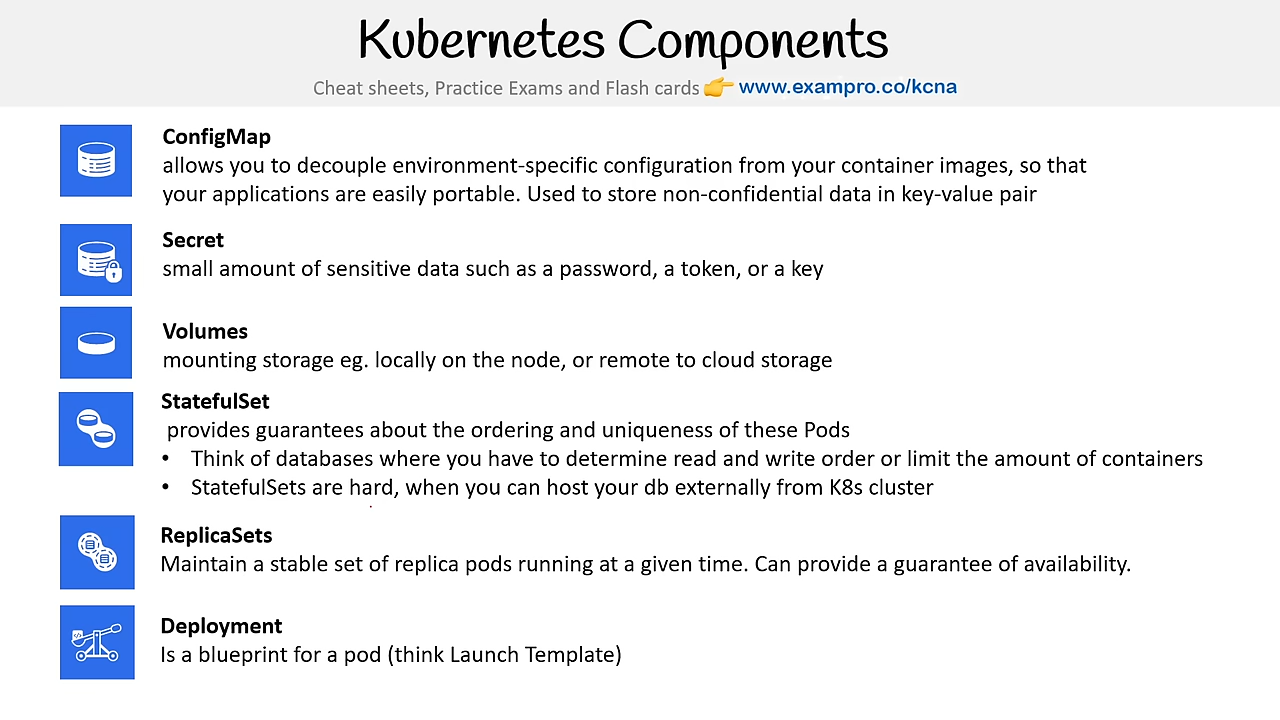 Kubernetes Components
Cheat sheets, Practice Exams and Flash cards 👉 www.exampro.co/kcna
ConfigMap
allows you to decouple environment-specific configuration from your container images, so that
your applications are easily portable. Used to store non-confidential data in key-value pair
Secret
small amount of sensitive data such as a password, a token, or a key
Volumes
mounting storage eg. locally on the node, or remote to cloud storage
StatefulSet
provides guarantees about the ordering and uniqueness of these Pods
• Think of databases where you have to determine read and write order or limit the amount of containers
• StatefulSets are hard, when you can host your db externally from K8s cluster
ReplicaSets
Maintain a stable set of replica pods running at a given time. Can provide a guarantee of availability.
Deployment
Is a blueprint for a pod (think Launch Template)